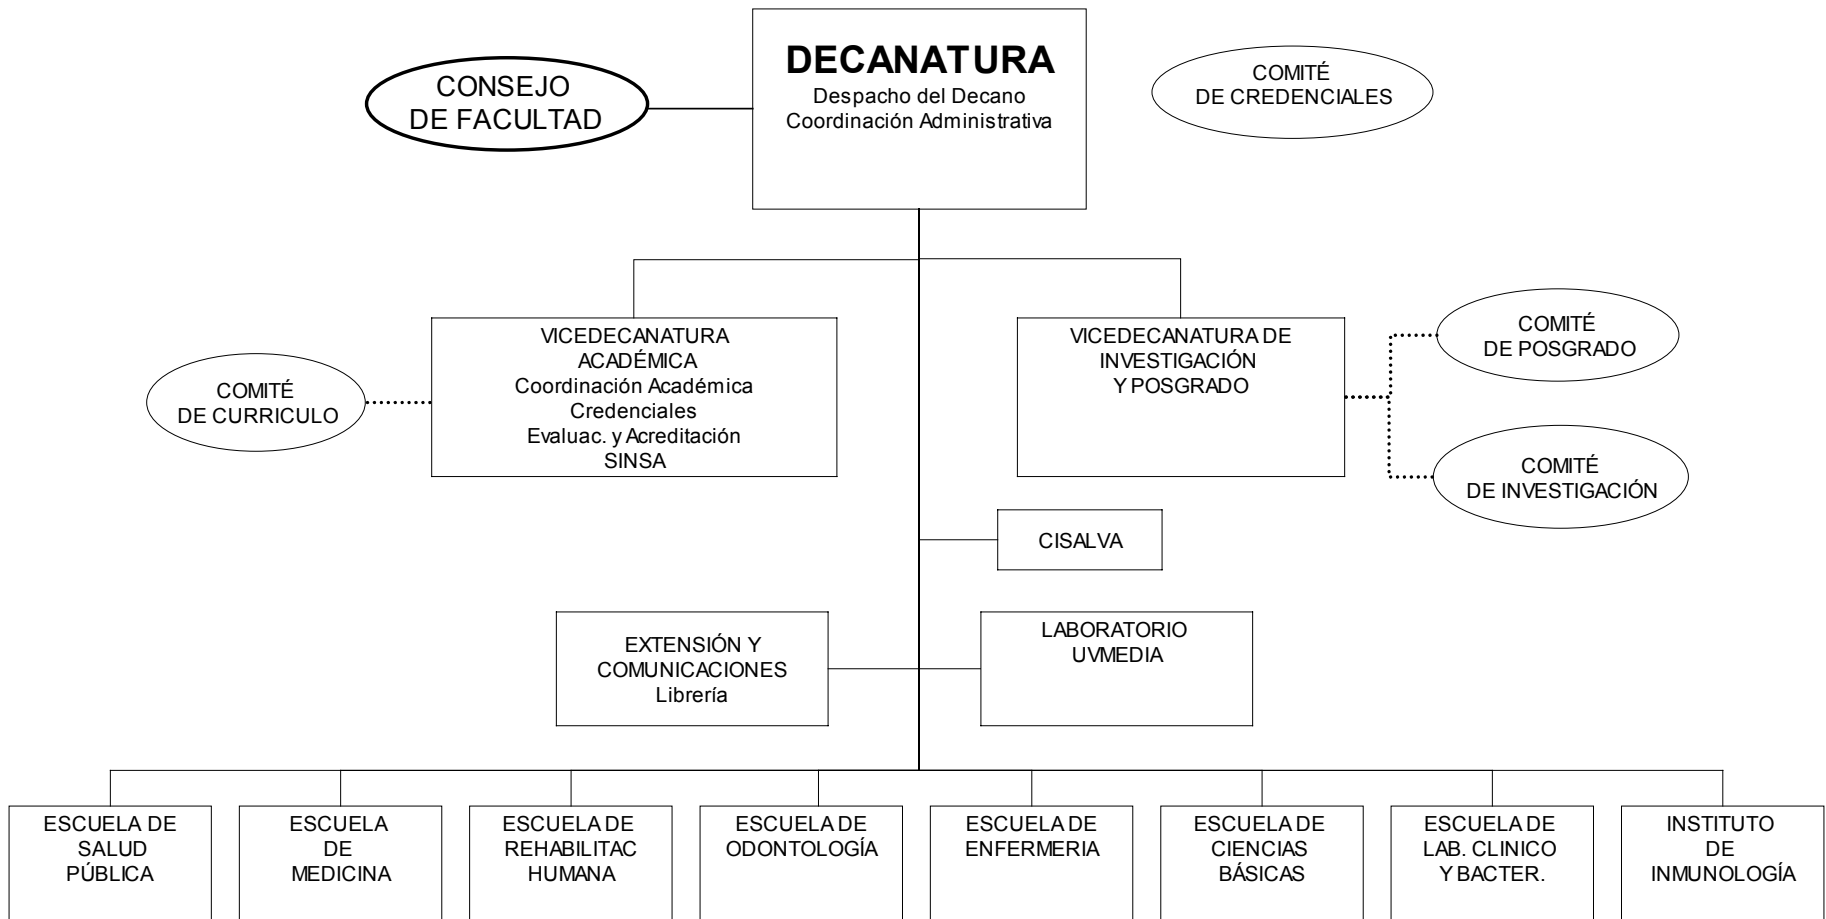 DECANATURA
Despacho del Decano
Coordinación Administrativa
CONSEJO
DE FACULTAD
COMITÉ
DE CREDENCIALES
VICEDECANATURA
ACADÉMICA
Coordinación Académica
Credenciales
Evaluac. y Acreditación
SINSA
VICEDECANATURA DE
INVESTIGACIÓN
Y POSGRADO
COMITÉ
DE POSGRADO
COMITÉ
DE CURRICULO
COMITÉ
DE INVESTIGACIÓN
CISALVA
EXTENSIÓN Y
COMUNICACIONES
Librería
LABORATORIO
UVMEDIA
ESCUELA DE
SALUD
PÚBLICA
ESCUELA
DE
MEDICINA
ESCUELA DE
REHABILITAC
HUMANA
ESCUELA DE
ODONTOLOGÍA
ESCUELA DE
ENFERMERIA
ESCUELA DE
CIENCIAS
BÁSICAS
ESCUELA DE
LAB. CLINICO
Y BACTER.
INSTITUTO
DE
INMUNOLOGÍA